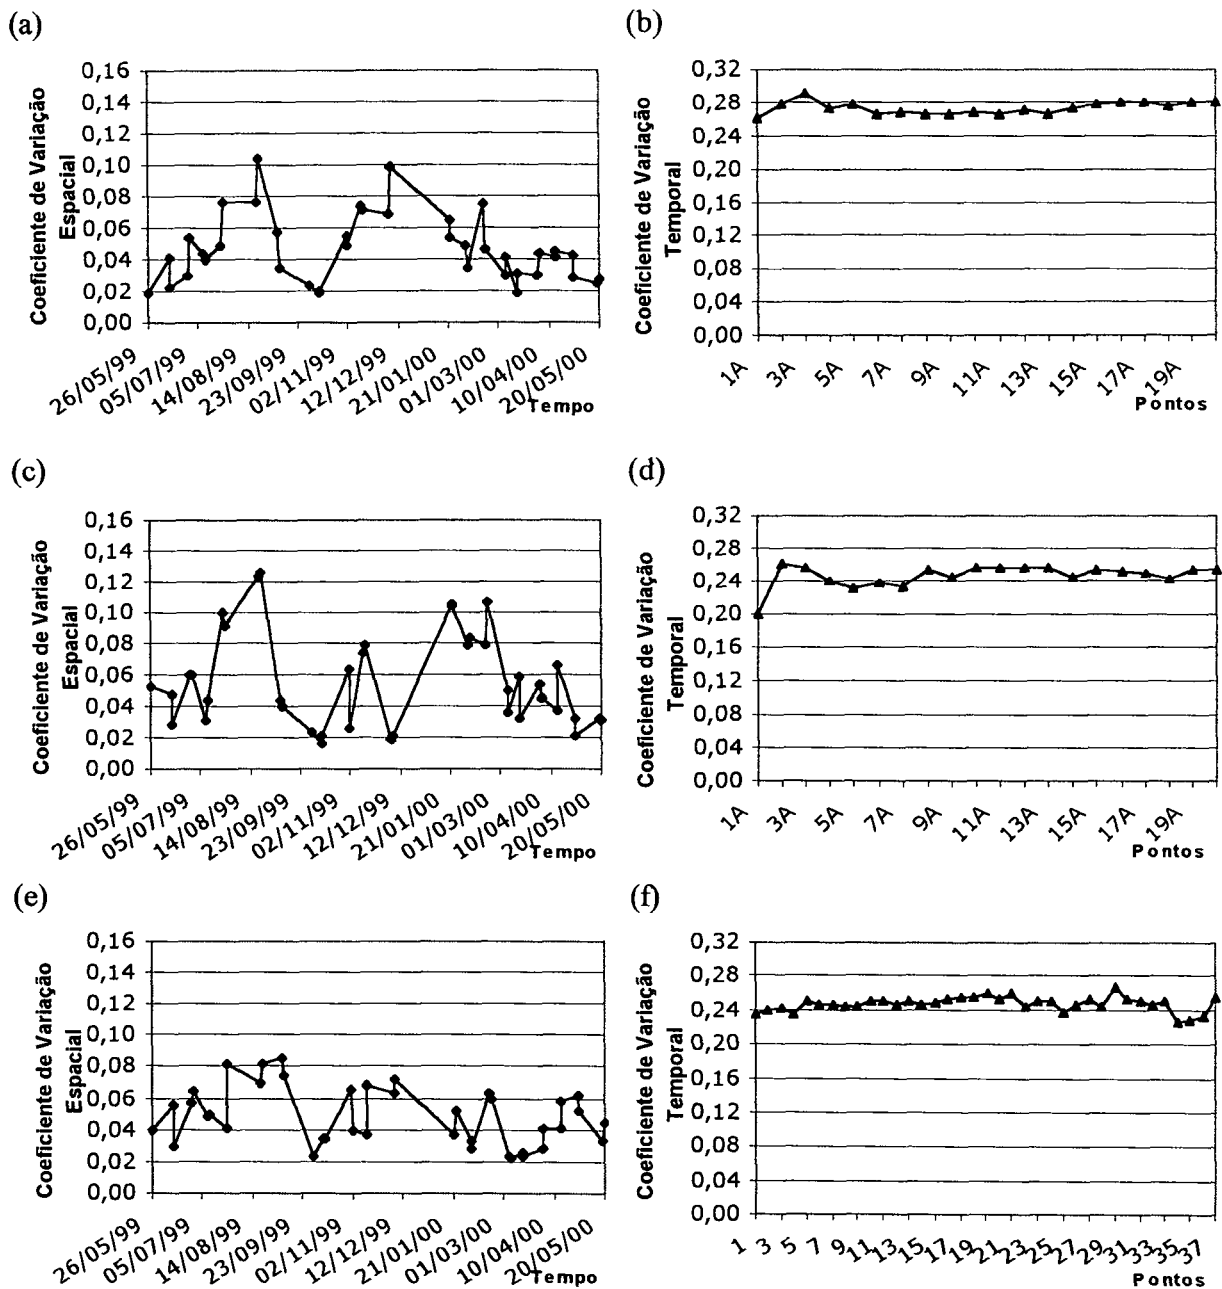 (a)
Coeficiente de Variação
Espacial
0,16
0,14
0,12
0,10
0,08
0,06
0,04
0,02
0,00
26/05/99
05/07/99
14/08/99
23/09/99
02/11/99
12/12/99
21/01/00
01/03/00
10/04/00
20/05/00
Tempo
(b)
Coeficiente de Variação
Temporal
0,32
0,28
0,24
0,20
0,16
0,12
0,08
0,04
0,00
1A
3A
5A
7A
9A
11A
13A
15A
17A
19A
Pontos
(c)
Coeficiente de Variação
Espacial
0,16
0,14
0,12
0,10
0,08
0,06
0,04
0,02
0,00
26/05/99
05/07/99
14/08/99
23/09/99
02/11/99
12/12/99
21/01/00
01/03/00
10/04/00
20/05/00
Tempo
(d)
Coeficiente de Variação
Temporal
0,32
0,28
0,24
0,20
0,16
0,12
0,08
0,04
0,00
1A
3A
5A
7A
9A
11A
13A
15A
17A
19A
Pontos
(e)
Coeficiente de Variação
Espacial
0,16
0,14
0,12
0,10
0,08
0,06
0,04
0,02
0,00
26/05/99
05/07/99
14/08/99
23/09/99
02/11/99
12/12/99
21/01/00
01/03/00
10/04/00
20/05/00
Tempo
(f)
Coeficiente de Variação
Temporal
0,32
0,28
0,24
0,20
0,16
0,12
0,08
0,04
0,00
1
3
5
7
9
11
13
15
17
19
21
23
25
27
29
31
33
35
37
Pontos